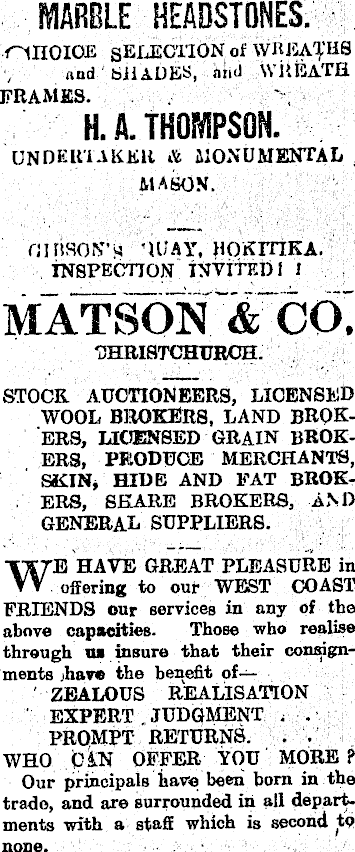 MARBLE HEADSTONES.
CHOICE SELECTION of WREATHS
and SHADES, and WREATH
FRAMES.
H. A. THOMPSON.
UNDERTAKER & MONUMENTAL
MASON.
GIBSON'S QUAY, HOKITIKA.
INSPECTION INVITED! !
MATSON & CO,
CHRISTCHURCH.
STOCK AUCTIONEERS, LICENSED
WOOL BROKERS, LAND BROK-
ERS, LICENSED GRAIN BROK-
ERS, PRODUCE MERCHANTS,
SKIN, HIDE AND FAT BROK-
ERS, SHARE BROKERS, AND
GENERAL SUPPLIERS.
WE HAVE GREAT PLEASURE in
offering to our WEST COAST
FRIENDS our services in any of the
above capacities. Those who realise
through us insure that their consign-
ments have the benefit of—
ZEALOUS REALISATION
EXPERT JUDGMENT . .
PROMPT RETURNS. . .
WHO CAN OFFER YOU MORE?
Our principals have been born in the
trade, and are surrounded in all depart-
ments with a staff which is second to
none.